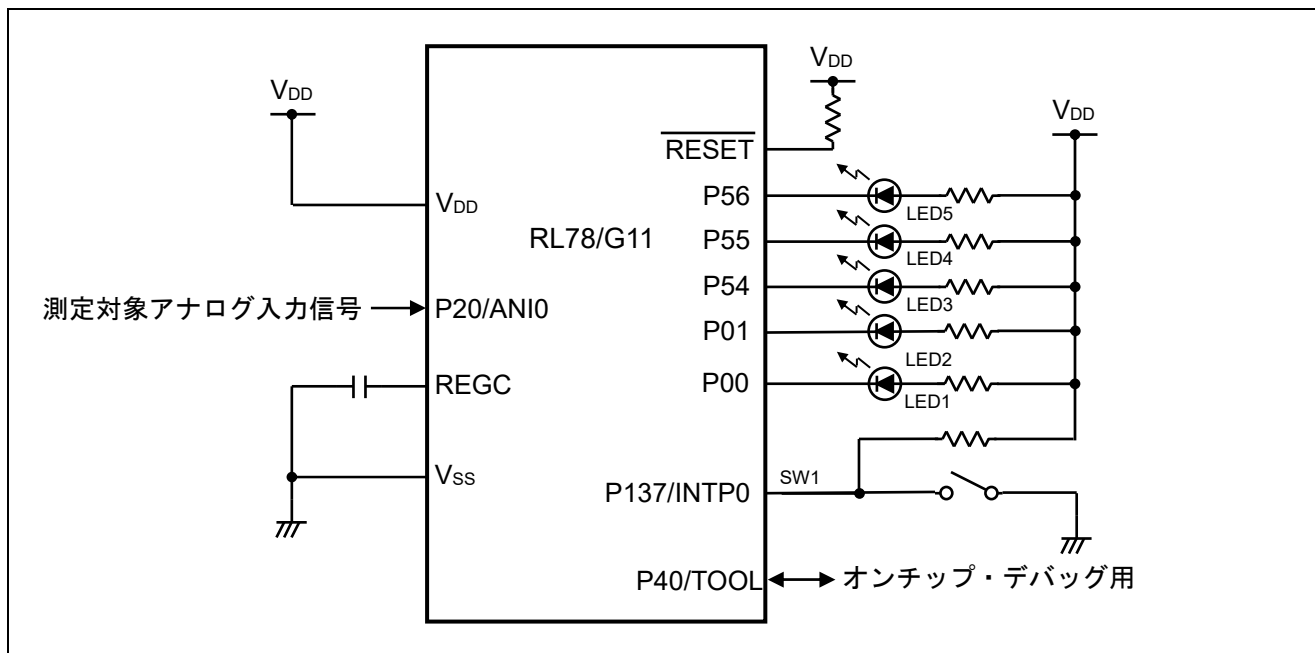 VDD
VDD
VDD
RESET
P56
LED5
VDD
RL78/G11
P55
LED4
P54
LED3
測定対象アナログ入力信号
P20/ANI0
P01
LED2
P00
LED1
REGC
VSS
P137/INTP0
SW1
P40/TOOL
オンチップ・デバッグ用